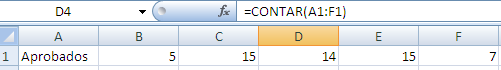 D4 fx =CONTAR(A1:F1)
A B C D E F
1 Aprobados 5 15 14 15 7